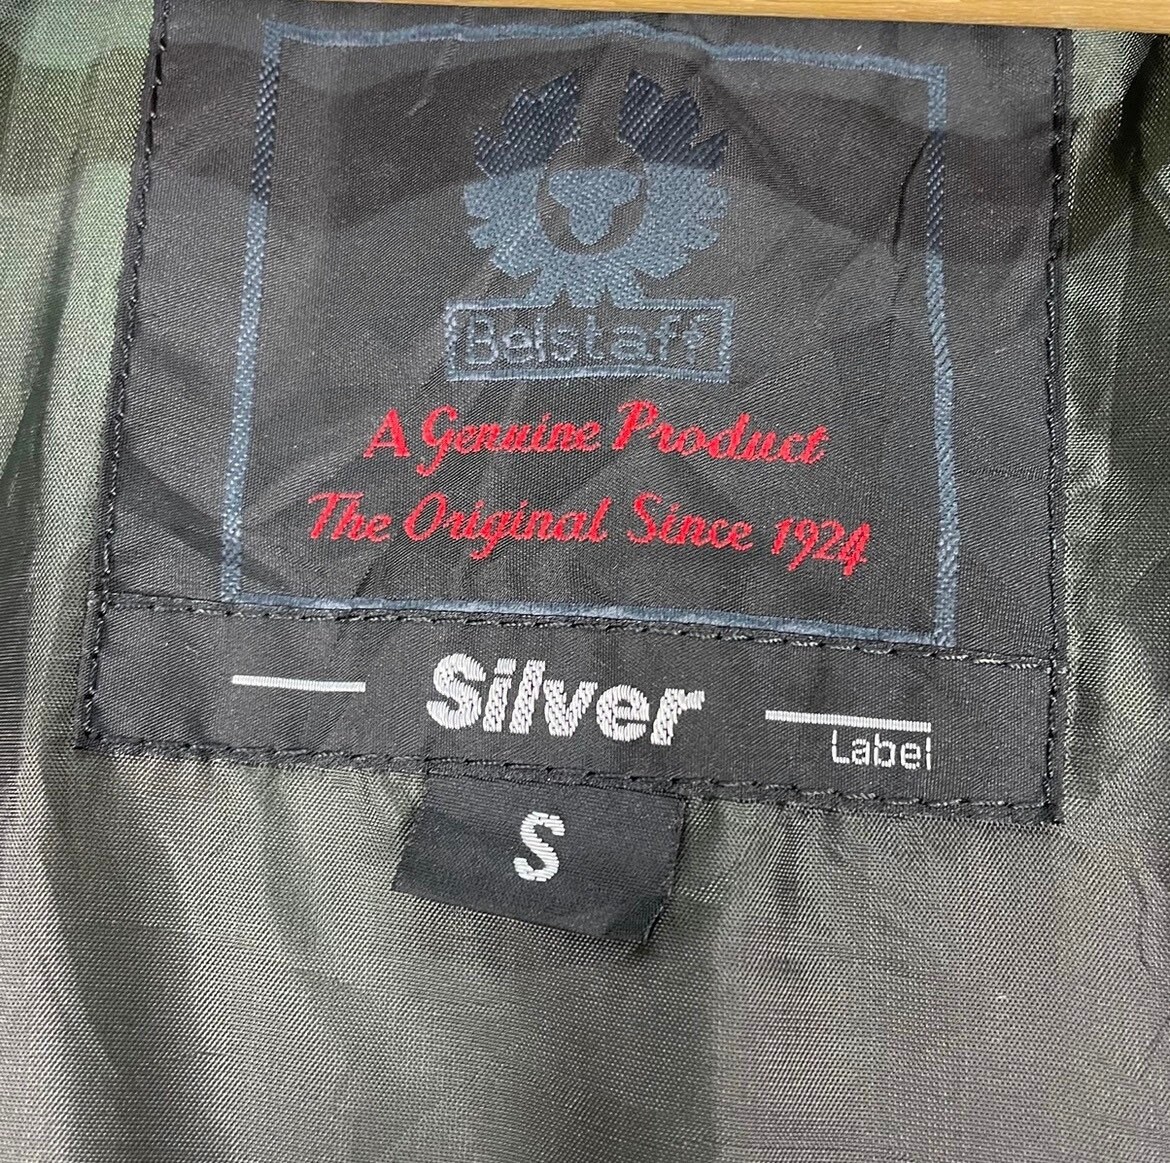 Belstaff
A Genuine Product
The Original Since 1924
Silver
Label
S